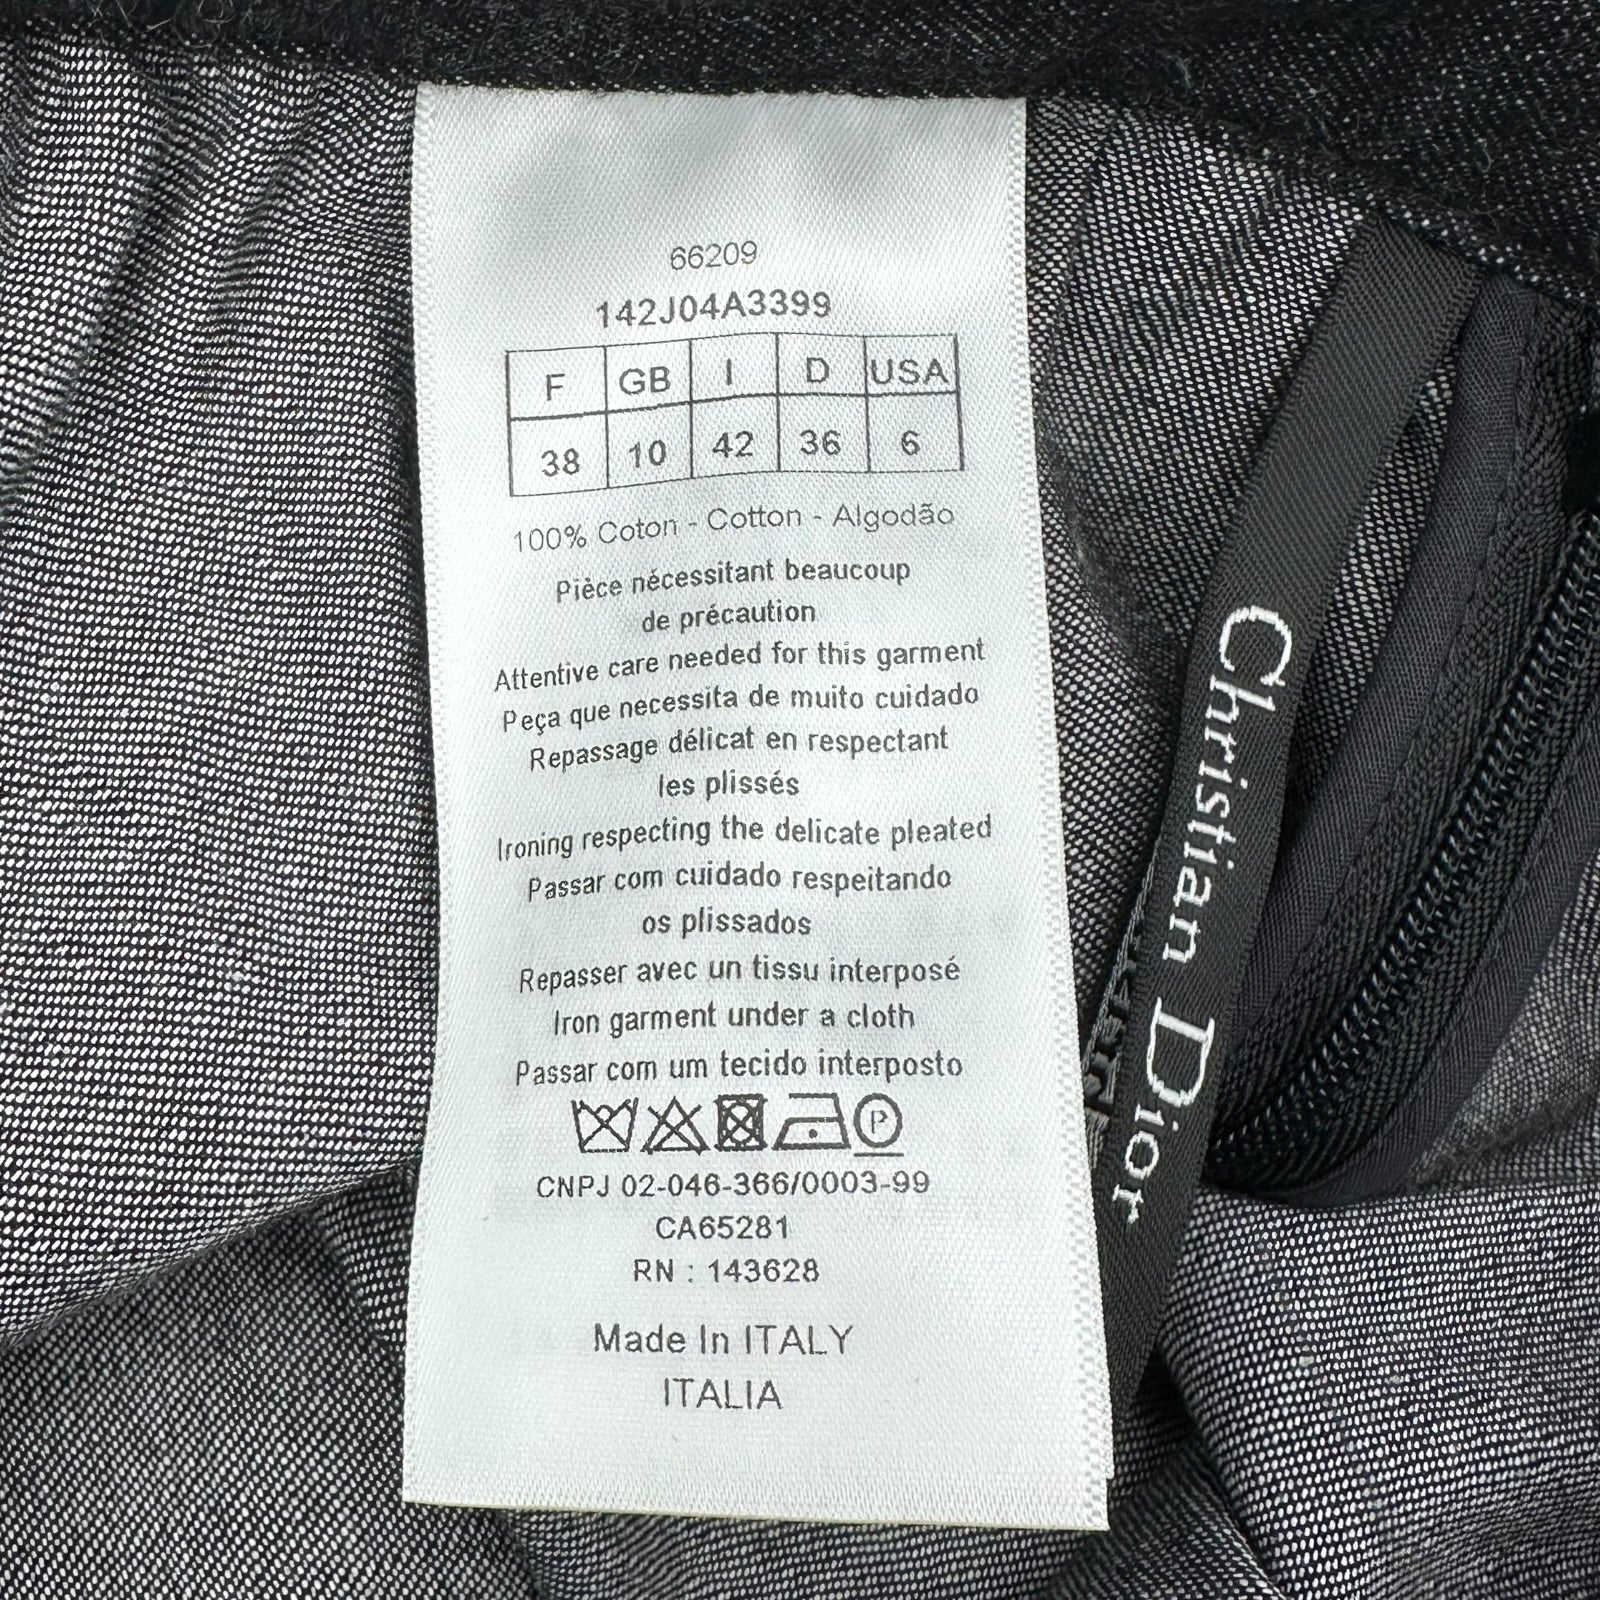 66209
142J04A3399
F GB I D USA
38 10 42 36 6
100% Coton - Cotton - Algodão
Pièce nécessitant beaucoup
de précaution
Attentive care needed for this garment
Peça que necessita de muito cuidado
Repassage délicat en respectant
les plissés
Ironing respecting the delicate pleated
Passar com cuidado respeitando
os plissados
Repasser avec un tissu interposé
Iron garment under a cloth
Passar com um tecido interposto
P
CNPJ 02-046-366/0003-99
CA65281
RN : 143628
Made In ITALY
ITALIA
Christian Dior